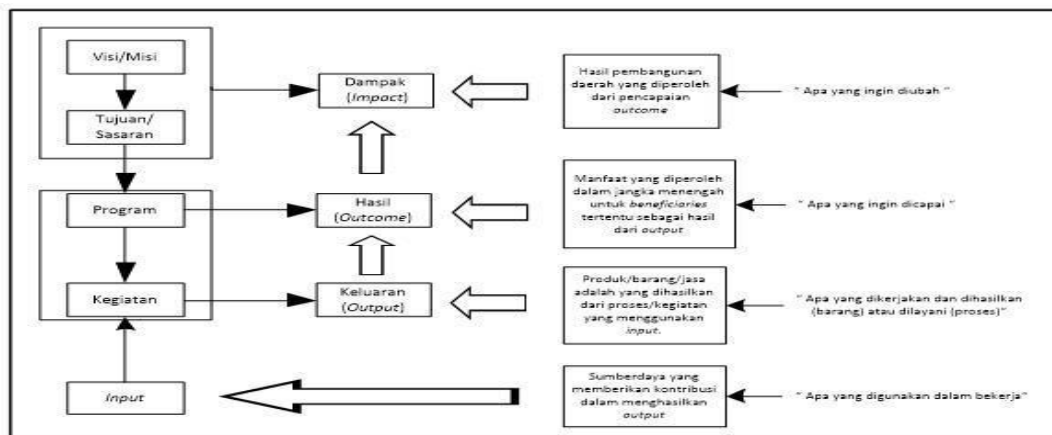 Visi/Misi
Tujuan/
Sasaran
Dampak
(Impact)
Hasil pembangunan
daerah yang diperoleh
dari pencapaian
outcome
" Apa yang ingin diubah "
Program
Hasil
(Outcome)
Manfaat yang diperoleh
dalam jangka menengah
untuk beneficiaries
tertentu sebagai hasil
dari output
" Apa yang ingin dicapai "
Kegiatan
Keluaran
(Output)
Produk/barang/jasa
adalah yang dihasilkan
dari proses/kegiatan
yang menggunakan
input.
" Apa yang dikerjakan dan dihasilkan
(barang) atau dilayani (proses)"
Input
Sumberdaya yang
memberikan kontribusi
dalam menghasilkan
output
" Apa yang digunakan dalam bekerja"